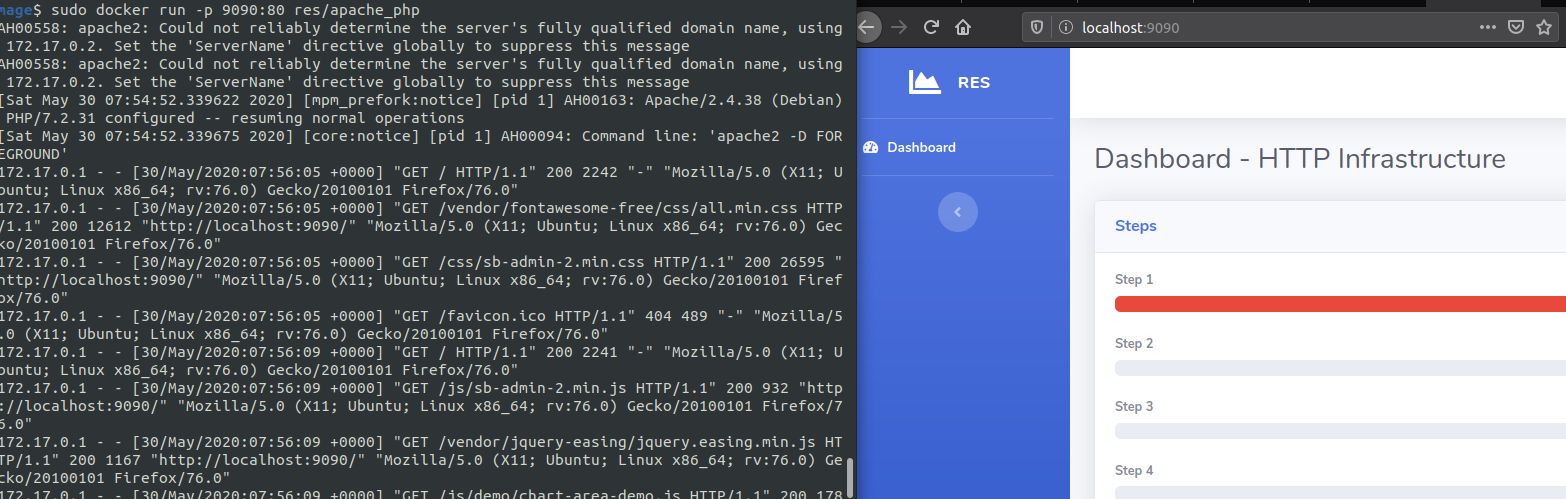 mage$ sudo docker run -p 9090:80 res/apache_php
AH00558: apache2: Could not reliably determine the server's fully qualified domain name, using
172.17.0.2. Set the 'ServerName' directive globally to suppress this message
AH00558: apache2: Could not reliably determine the server's fully qualified domain name, using
172.17.0.2. Set the 'ServerName' directive globally to suppress this message
[Sat May 30 07:54:52.339622 2020] [mpm_prefork:notice] [pid 1] AH00163: Apache/2.4.38 (Debian)
PHP/7.2.31 configured -- resuming normal operations
[Sat May 30 07:54:52.339675 2020] [core:notice] [pid 1] AH00094: Command line: 'apache2 -D FOR
EGROUND'
172.17.0.1 - - [30/May/2020:07:56:05 +0000] "GET / HTTP/1.1" 200 2242 "-" "Mozilla/5.0 (X11; U
buntu; Linux x86_64; rv:76.0) Gecko/20100101 Firefox/76.0"
172.17.0.1 - - [30/May/2020:07:56:05 +0000] "GET /vendor/fontawesome-free/css/all.min.css HTTP
/1.1" 200 12612 "http://localhost:9090/" "Mozilla/5.0 (X11; Ubuntu; Linux x86_64; rv:76.0) Gec
ko/20100101 Firefox/76.0"
172.17.0.1 - - [30/May/2020:07:56:05 +0000] "GET /css/sb-admin-2.min.css HTTP/1.1" 200 26595 "
http://localhost:9090/" "Mozilla/5.0 (X11; Ubuntu; Linux x86_64; rv:76.0) Gecko/20100101 Firef
ox/76.0"
172.17.0.1 - - [30/May/2020:07:56:05 +0000] "GET /favicon.ico HTTP/1.1" 404 489 "-" "Mozilla/5
.0 (X11; Ubuntu; Linux x86_64; rv:76.0) Gecko/20100101 Firefox/76.0"
172.17.0.1 - - [30/May/2020:07:56:09 +0000] "GET / HTTP/1.1" 200 2241 "-" "Mozilla/5.0 (X11; U
buntu; Linux x86_64; rv:76.0) Gecko/20100101 Firefox/76.0"
172.17.0.1 - - [30/May/2020:07:56:09 +0000] "GET /js/sb-admin-2.min.js HTTP/1.1" 200 932 "http
://localhost:9090/" "Mozilla/5.0 (X11; Ubuntu; Linux x86_64; rv:76.0) Gecko/20100101 Firefox/7
6.0"
172.17.0.1 - - [30/May/2020:07:56:09 +0000] "GET /vendor/jquery-easing/jquery.easing.min.js HT
TP/1.1" 200 1167 "http://localhost:9090/" "Mozilla/5.0 (X11; Ubuntu; Linux x86_64; rv:76.0) Ge
cko/20100101 Firefox/76.0"
172.17.0.1 - - [30/May/2020:07:56:09 +0000] "GET /js/demo/chart-area-demo.js HTTP/1.1" 200 178
localhost:9090
RES
Dashboard
Dashboard - HTTP Infrastructure
Steps
Step 1
Step 2
Step 3
Step 4